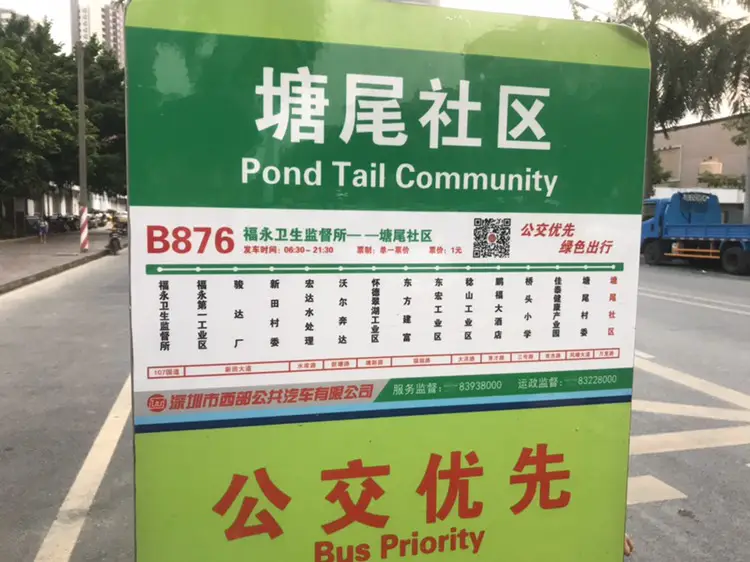 塘尾社区
Pond Tail Community
B876 福永卫生监督所——塘尾社区
发车时间：06:30~21:30 票制：单一票价 票价：1元
公交优先
绿色出行
福永卫生监督所
福永第一工业区
骏达厂
新田村委
宏达水处理
沃尔奔达
怀德翠湖工业区
东方建富
东宏工业区
稔山工业区
鹏福大酒店
桥头小学
佳泰健康产业园
塘尾村委
塘尾社区
107国道 新田大道
深圳市西部公共汽车有限公司
服务监督: 83938000 运政监督: 83228000
公交优先
Bus Priority